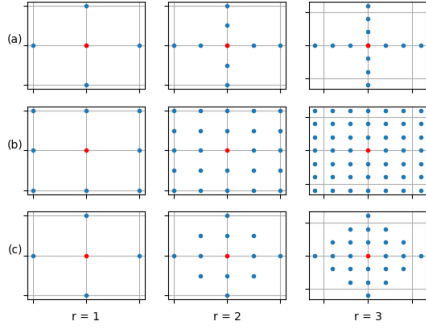 (a)
(b)
(c)
r = 1 r = 2 r = 3